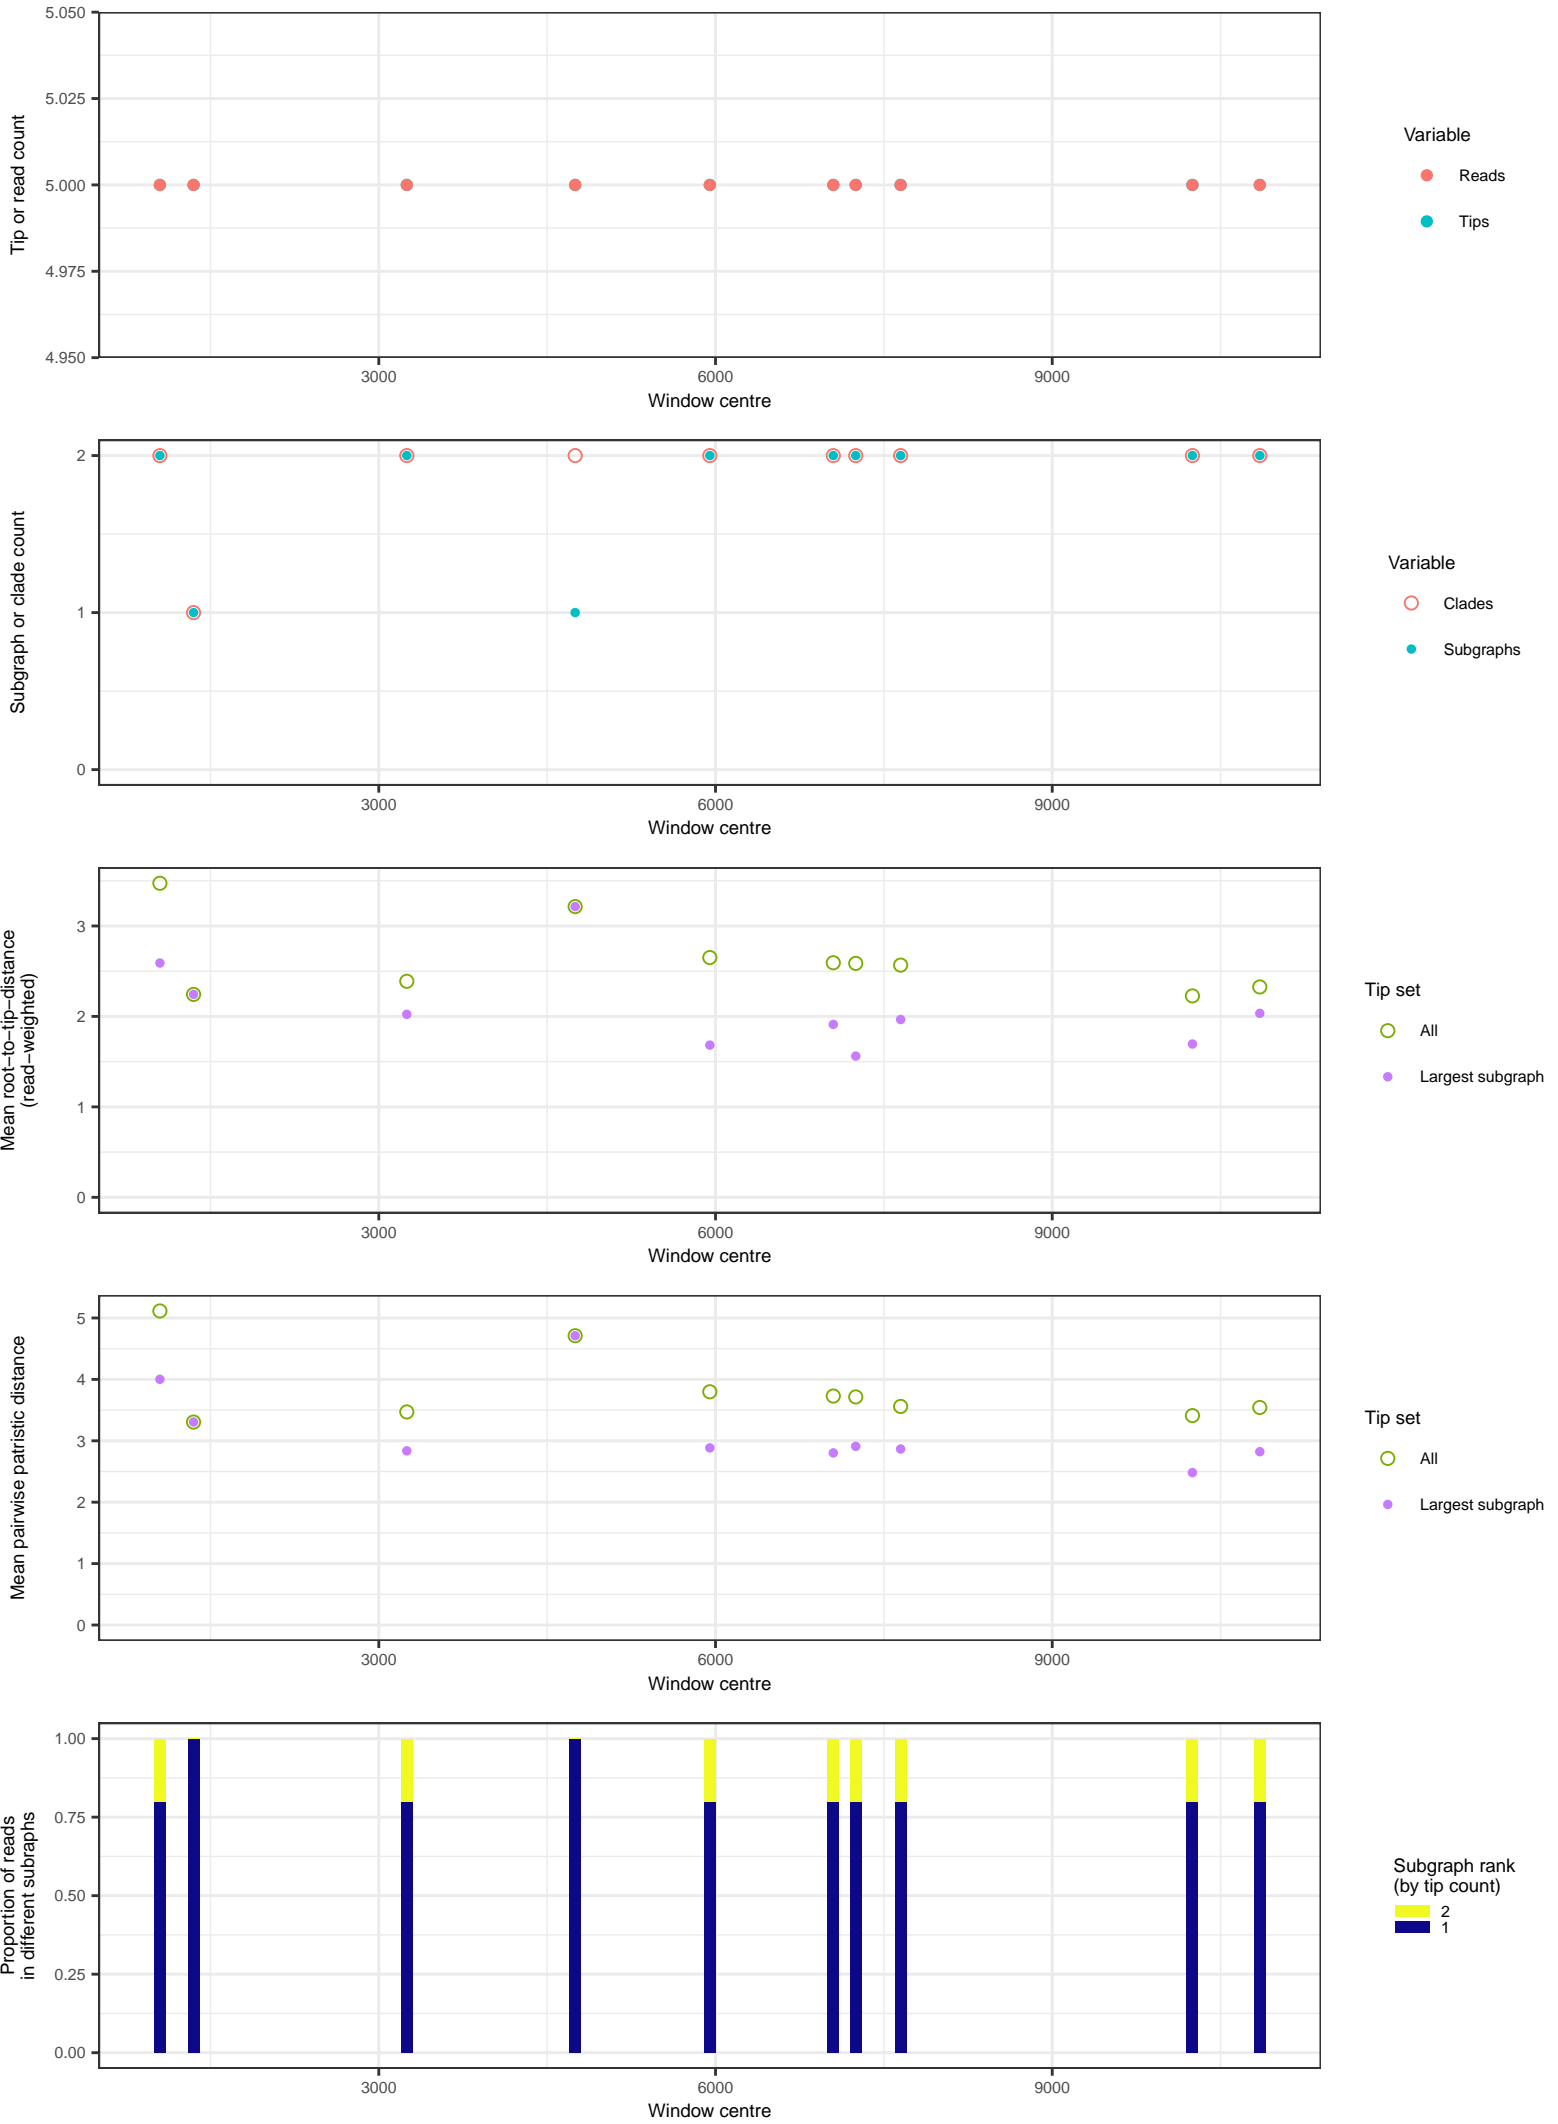 5.050
5.025
5.000
4.975
4.950
Tip or read count
3000
6000
9000
Window centre
Variable
Reads
Tips
2
1
0
Subgraph or clade count
3000
6000
9000
Window centre
Variable
Clades
Subgraphs
3
2
1
0
Mean root−to−tip−distance
(read−weighted)
3000
6000
9000
Window centre
Tip set
All
Largest subgraph
5
4
3
2
1
0
Mean pairwise patristic distance
3000
6000
9000
Window centre
Tip set
All
Largest subgraph
1.00
0.75
0.50
0.25
0.00
Proportion of reads
in different subraphs
3000
6000
9000
Window centre
Subgraph rank
(by tip count)
2
1